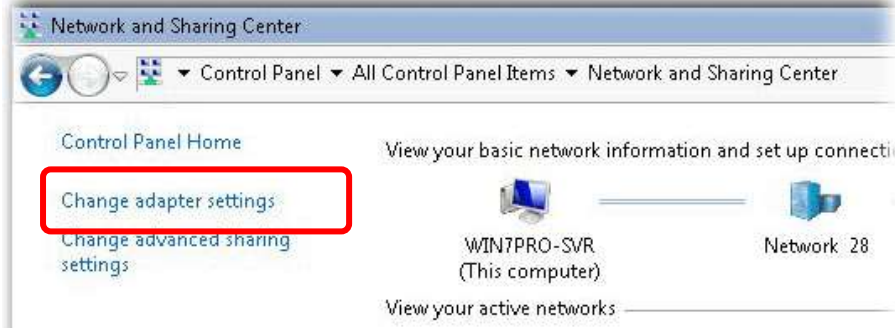 Network and Sharing Center
Control Panel All Control Panel Items Network and Sharing Center
Control Panel Home
View your basic network information and set up
Change adapter settings
Change advanced sharing
settings
WIN7PRO-SVR
(This computer)
Network 28
View your active networks